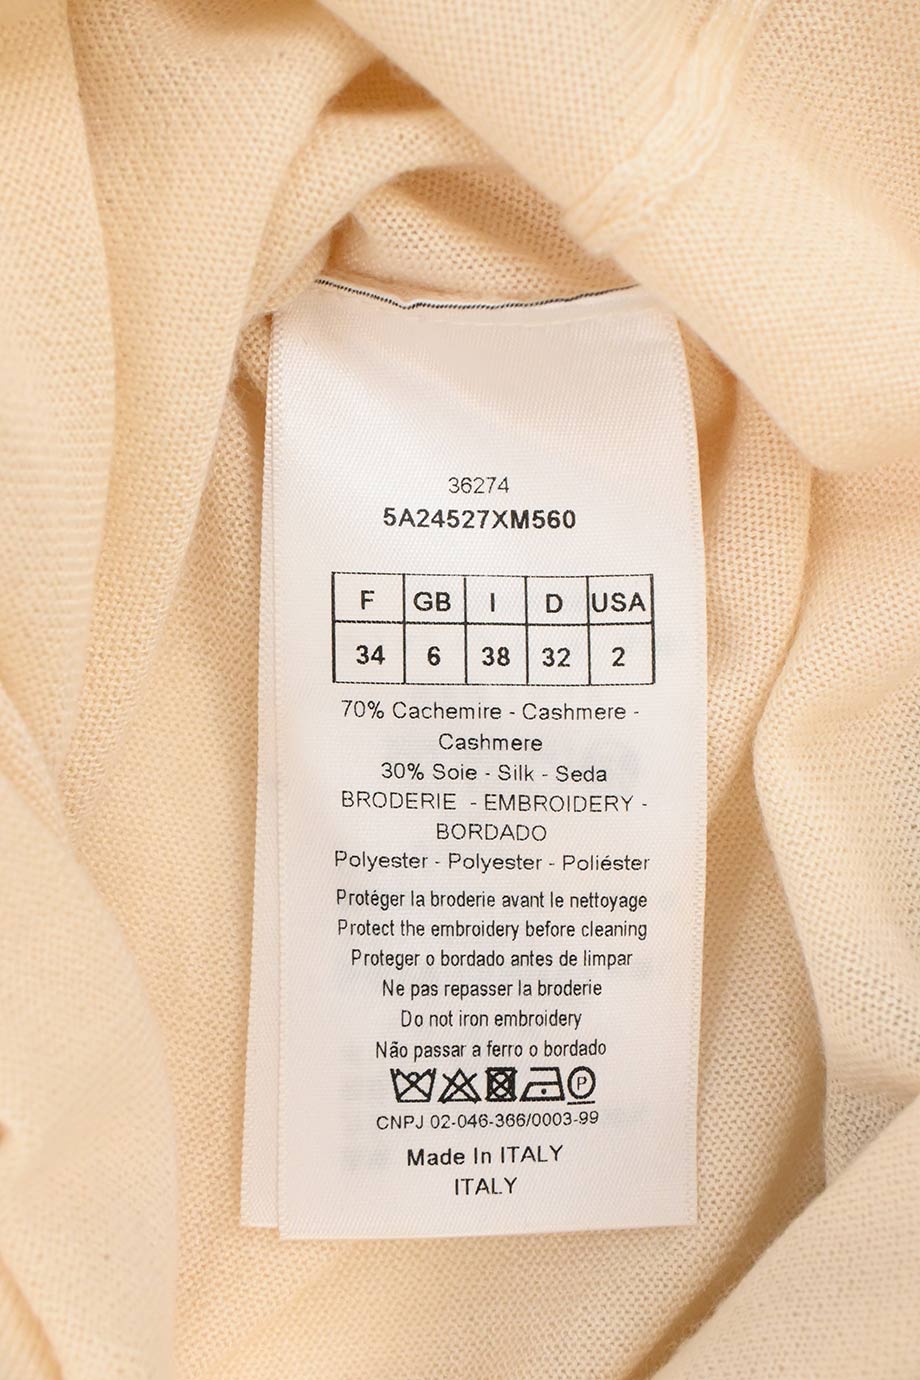 36274
5A24527XM560
F GB I D USA
34 6 38 32 2
70% Cachemire - Cashmere -
Cashmere
30% Soie - Silk - Seda
BRODERIE - EMBROIDERY -
BORDADO
Polyester - Polyester - Poliéster
Protéger la broderie avant le nettoyage
Protect the embroidery before cleaning
Proteger o bordado antes de limpar
Ne pas repasser la broderie
Do not iron embroidery
Não passar a ferro o bordado
P
CNPJ 02-046-366/0003-99
Made In ITALY
ITALY